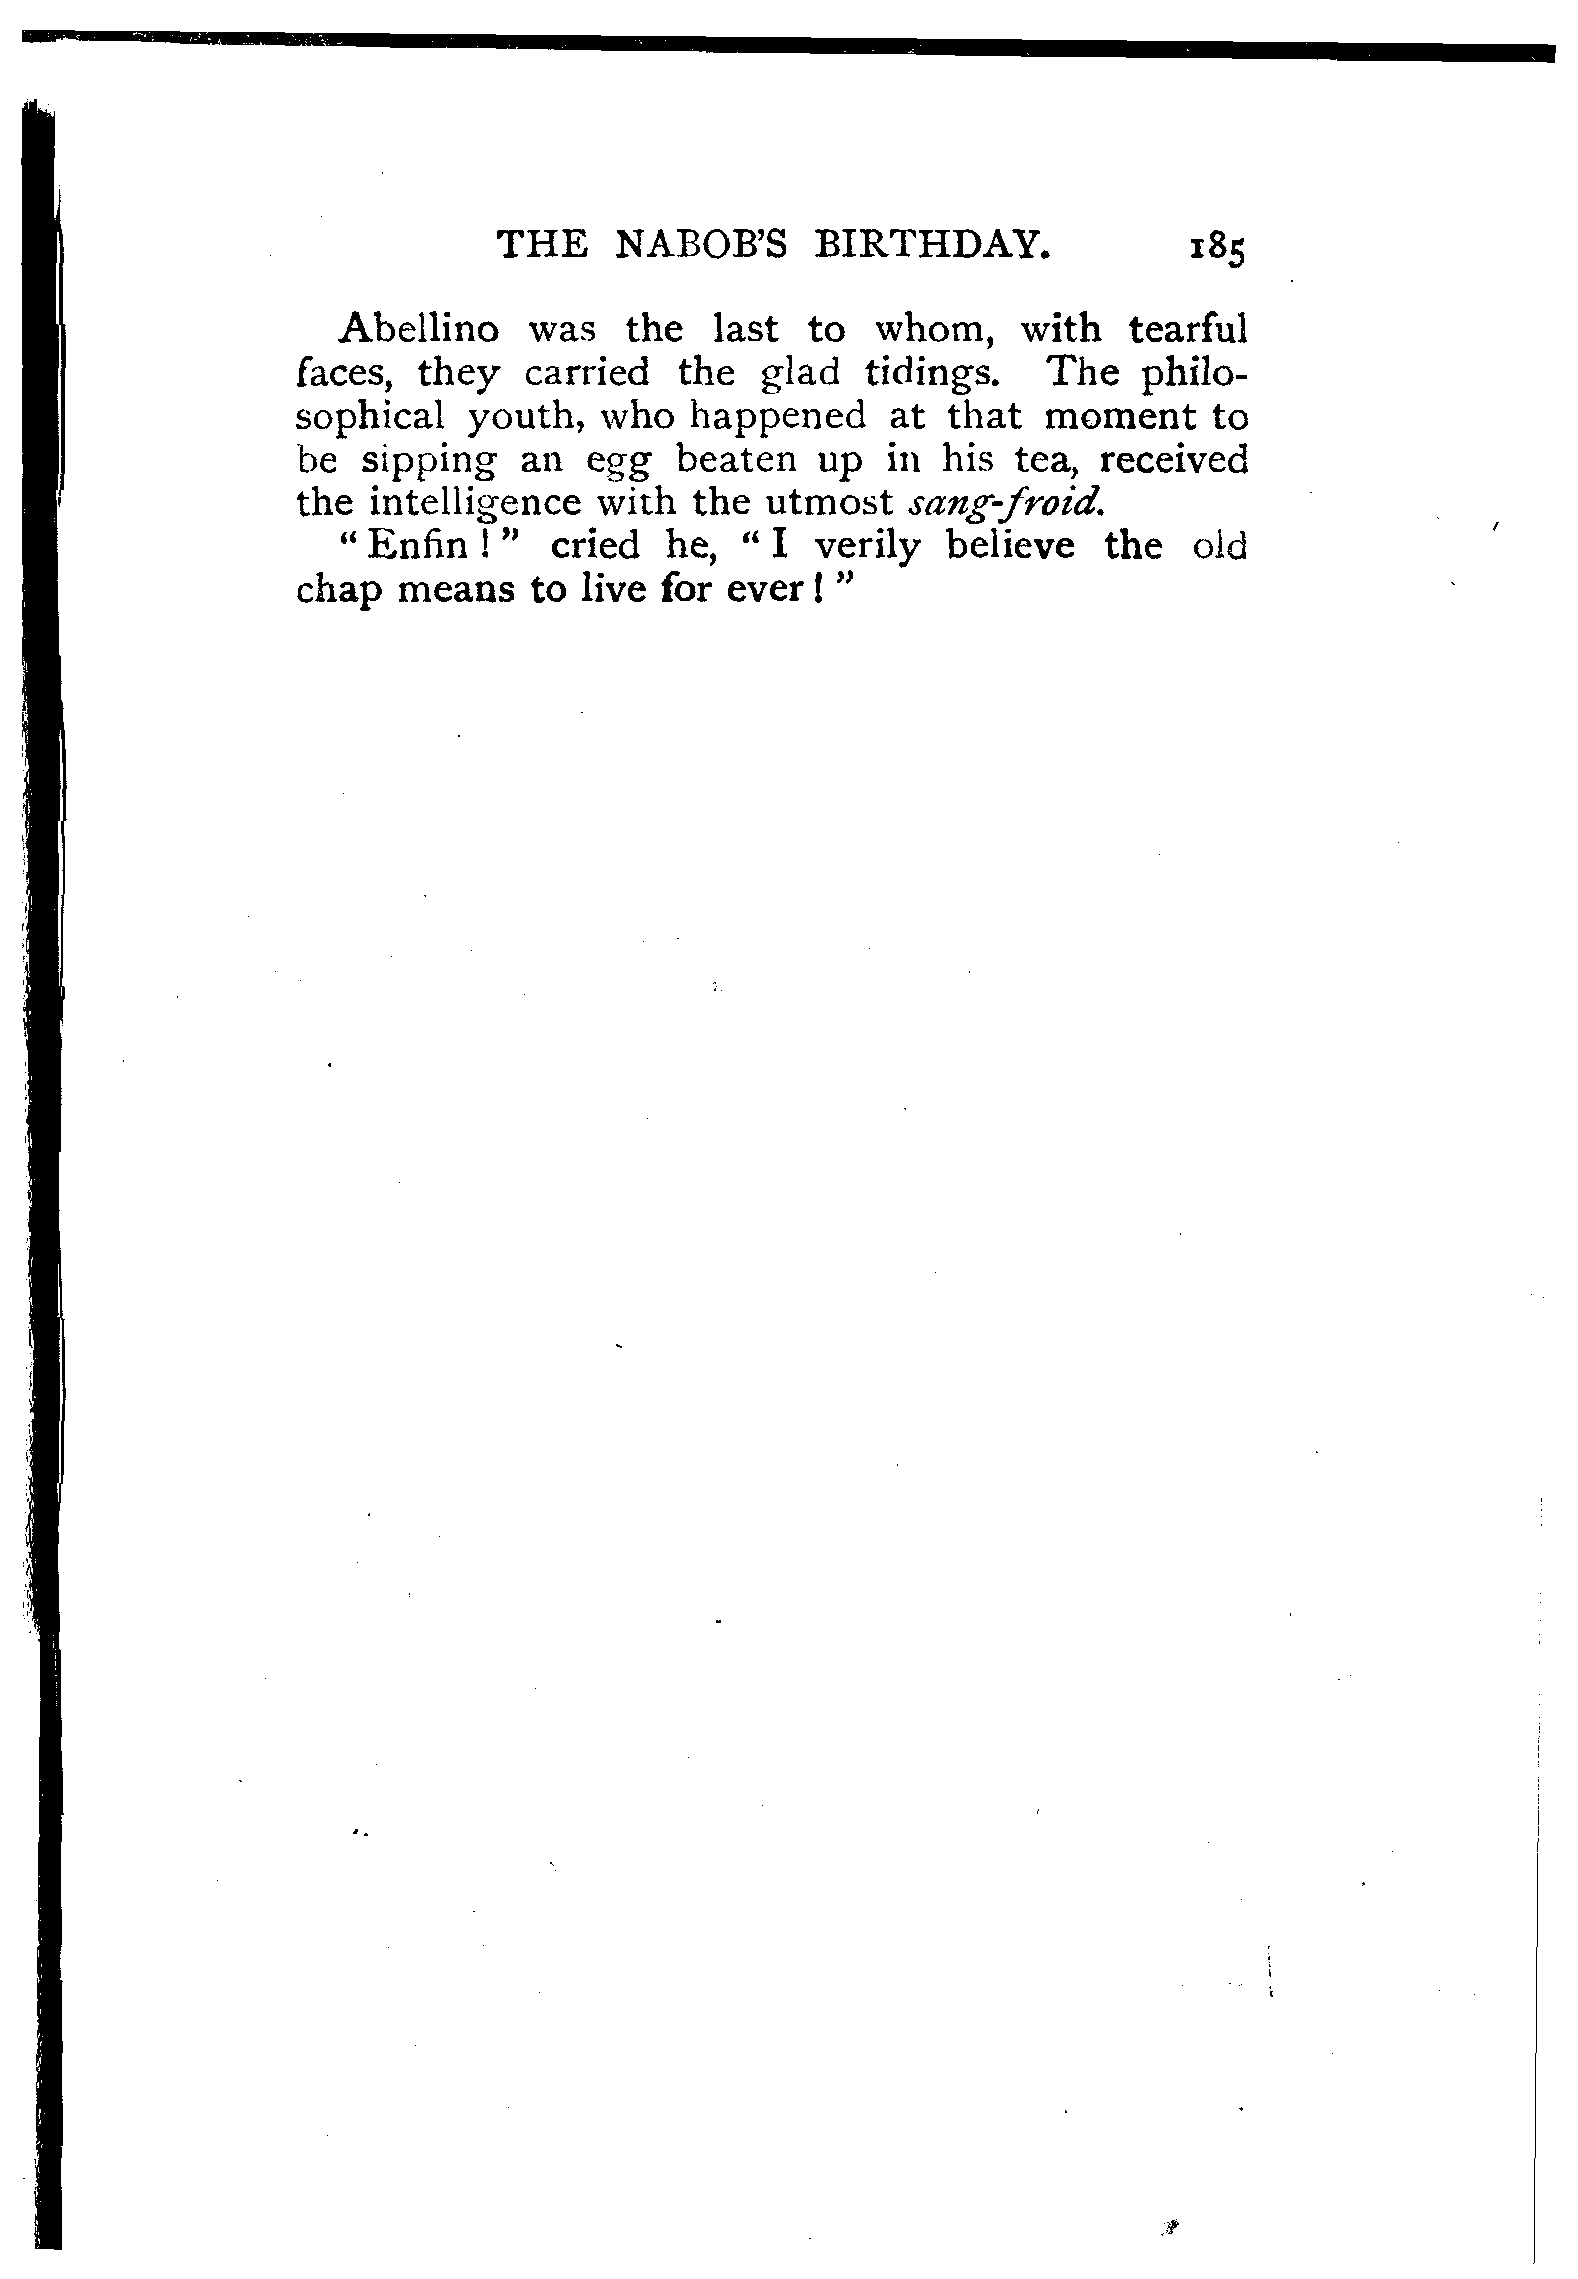 THE NABOB'S BIRTHDAY. 185
Abellino was the last to whom, with tearful
faces, they carried the glad tidings. The philo-
sophical youth, who happened at that moment to
be sipping an egg beaten up in his tea, received
the intelligence with the utmost sang-froid.
"Enfin!" cried he, "I verily believe the old
chap means to live for ever!"